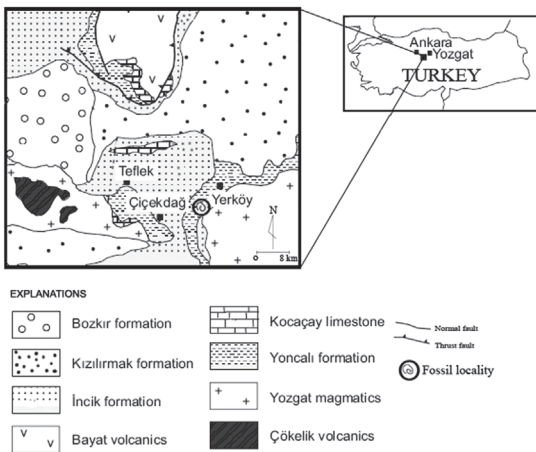 Ankara
Yozgat
TURKEY
Teflek
Çiçekdağ
Yerköy
N
0 8 km
EXPLANATIONS
Bozkır formation
Kızılırmak formation
İncik formation
Bayat volcanics
Kocaçay limestone
Yoncalı formation
Yozgat magmatics
Çökelik volcanics
Normal fault
Thrust fault
Fossil locality